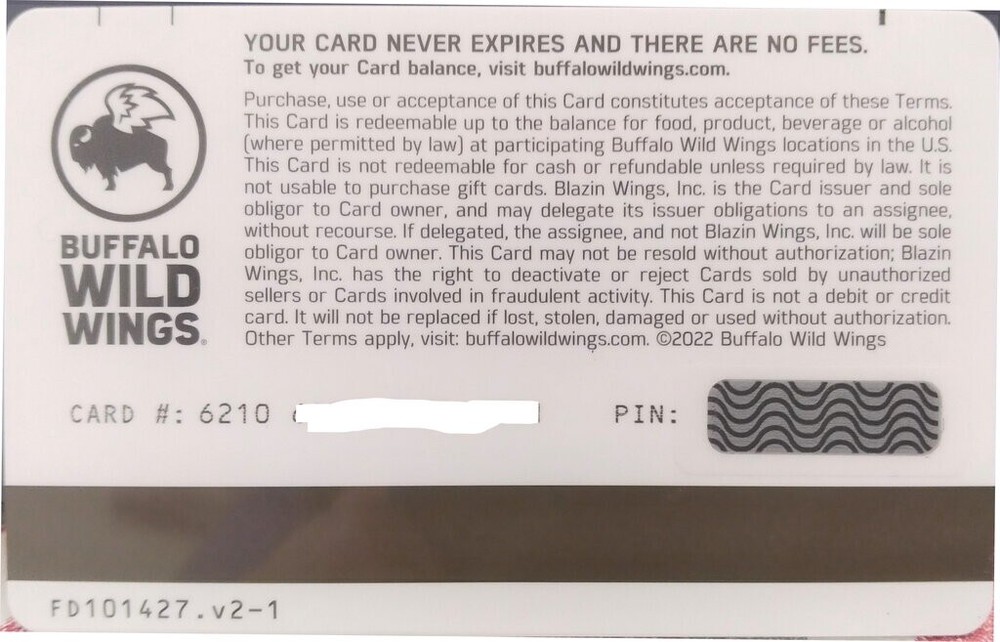 YOUR CARD NEVER EXPIRES AND THERE ARE NO FEES.
To get your Card balance, visit buffalowildwings.com.
Purchase, use or acceptance of this Card constitutes acceptance of these Terms.
This Card is redeemable up to the balance for food, product, beverage or alcohol
(where permitted by law) at participating Buffalo Wild Wings locations in the U.S.
This Card is not redeemable for cash or refundable unless required by law. It is
not usable to purchase gift cards. Blazin Wings, Inc. is the Card issuer and sole
obligor to Card owner, and may delegate its issuer obligations to an assignee,
without recourse. If delegated, the assignee, and not Blazin Wings, Inc. will be sole
obligor to Card owner. This Card may not be resold without authorization; Blazin
Wings, Inc. has the right to deactivate or reject Cards sold by unauthorized
sellers or Cards involved in fraudulent activity. This Card is not a debit or credit
card. It will not be replaced if lost, stolen, damaged or used without authorization.
Other Terms apply, visit: buffalowildwings.com. ©2022 Buffalo Wild Wings
BUFFALO
WILD
WINGS.
CARD #: 6210
PIN:
FD101427.v2-1